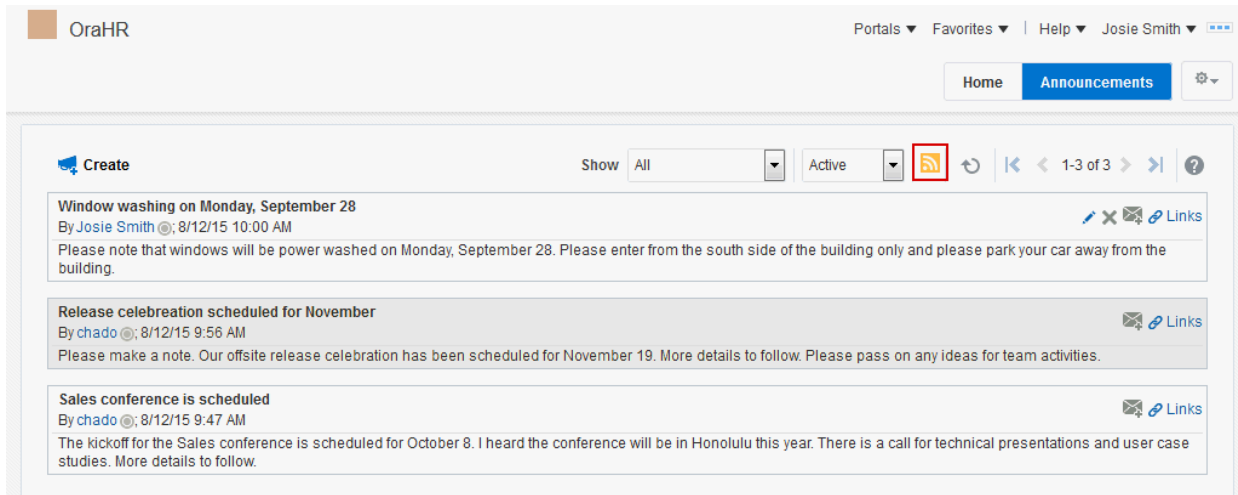 OraHR
Portals Favorites | Help Josie Smith
Home Announcements
Create Show All Active 1-3 of 3
Window washing on Monday, September 28
By Josie Smith ; 8/12/15 10:00 AM
Links
Please note that windows will be power washed on Monday, September 28. Please enter from the south side of the building only and please park your car away from the
building.
Release celebreation scheduled for November
By chado ; 8/12/15 9:56 AM
Links
Please make a note. Our offsite release celebration has been scheduled for November 19. More details to follow. Please pass on any ideas for team activities.
Sales conference is scheduled
By chado ; 8/12/15 9:47 AM
Links
The kickoff for the Sales conference is scheduled for October 8. I heard the conference will be in Honolulu this year. There is a call for technical presentations and user case
studies. More details to follow.